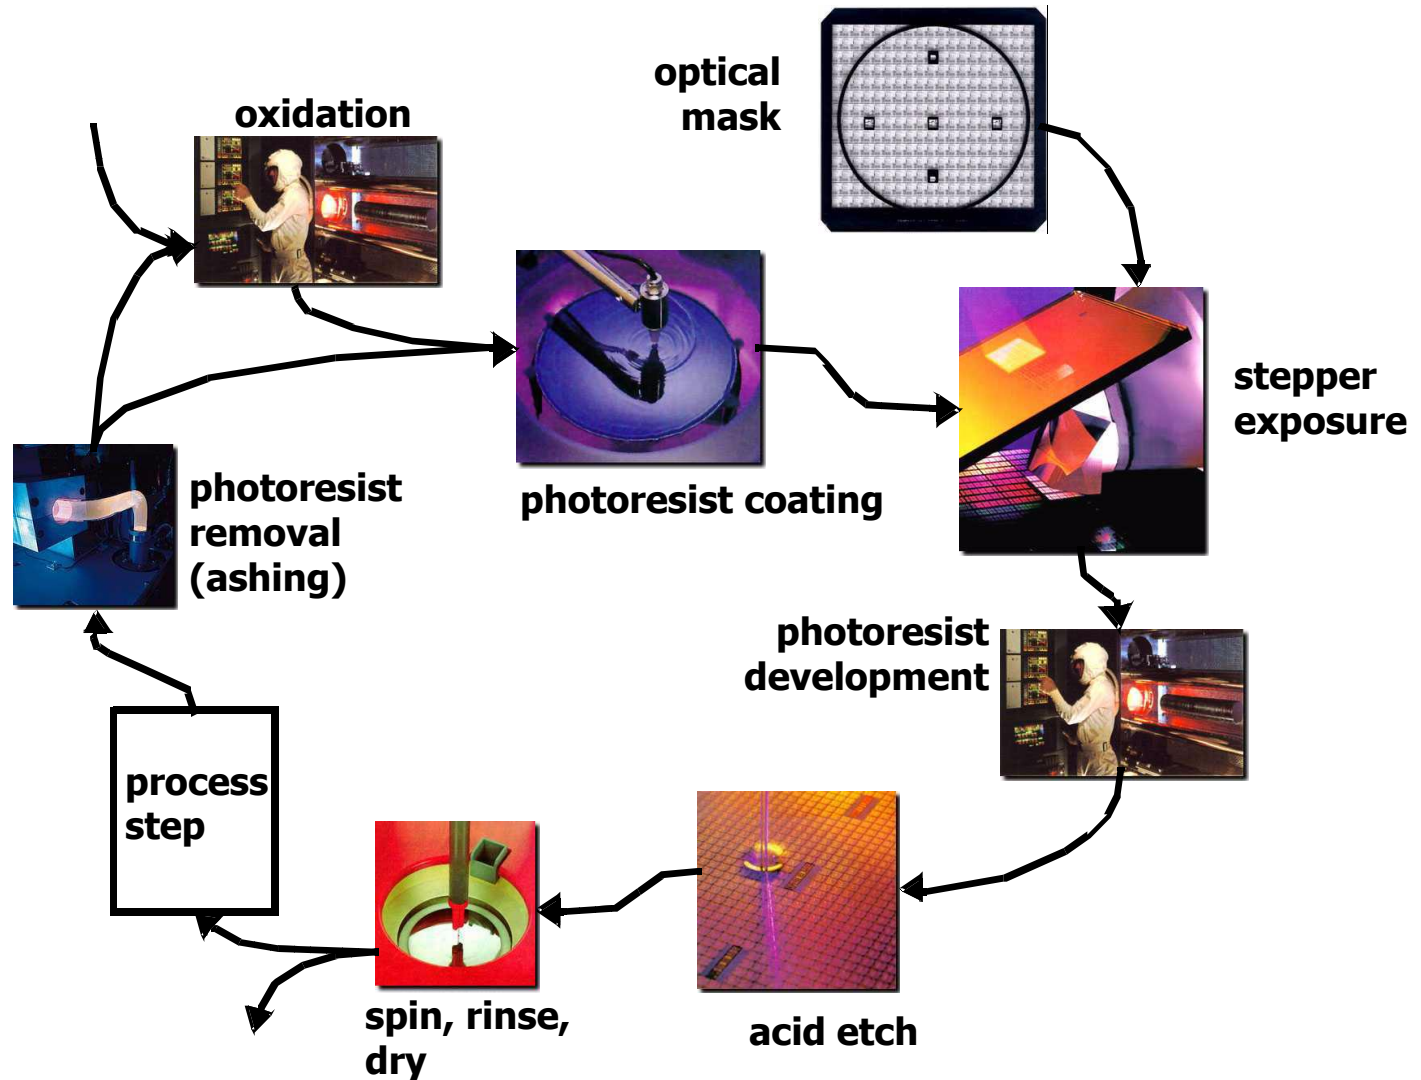 optical
mask
oxidation
stepper
exposure
photoresist
removal
(ashing)
photoresist coating
photoresist
development
process
step
spin, rinse,
dry
acid etch